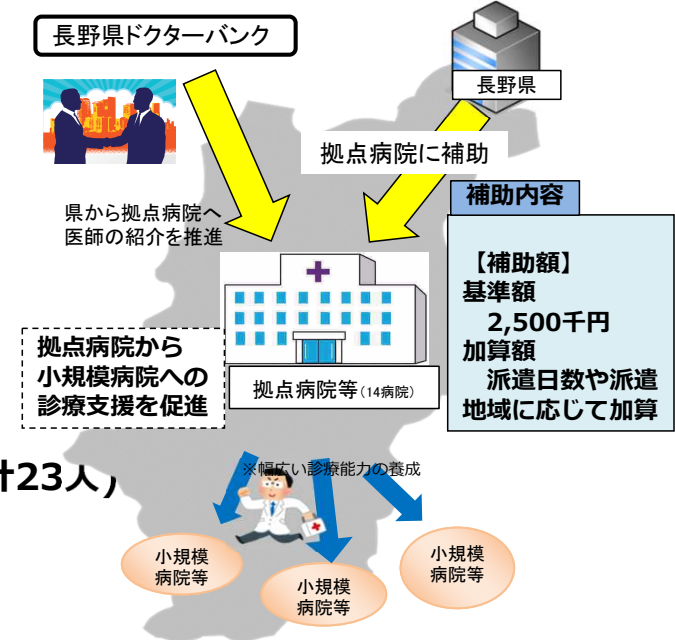 長野県ドクターバンク
長野県
拠点病院に補助
県から拠点病院へ
医師の紹介を推進
補助内容
【補助額】
基準額
2,500千円
加算額
派遣日数や派遣
地域に応じて加算
拠点病院から
小規模病院への
診療支援を促進
拠点病院等(14病院)
※幅広い診療能力の養成
計23人)
小規模
病院等
小規模
病院等
小規模
病院等